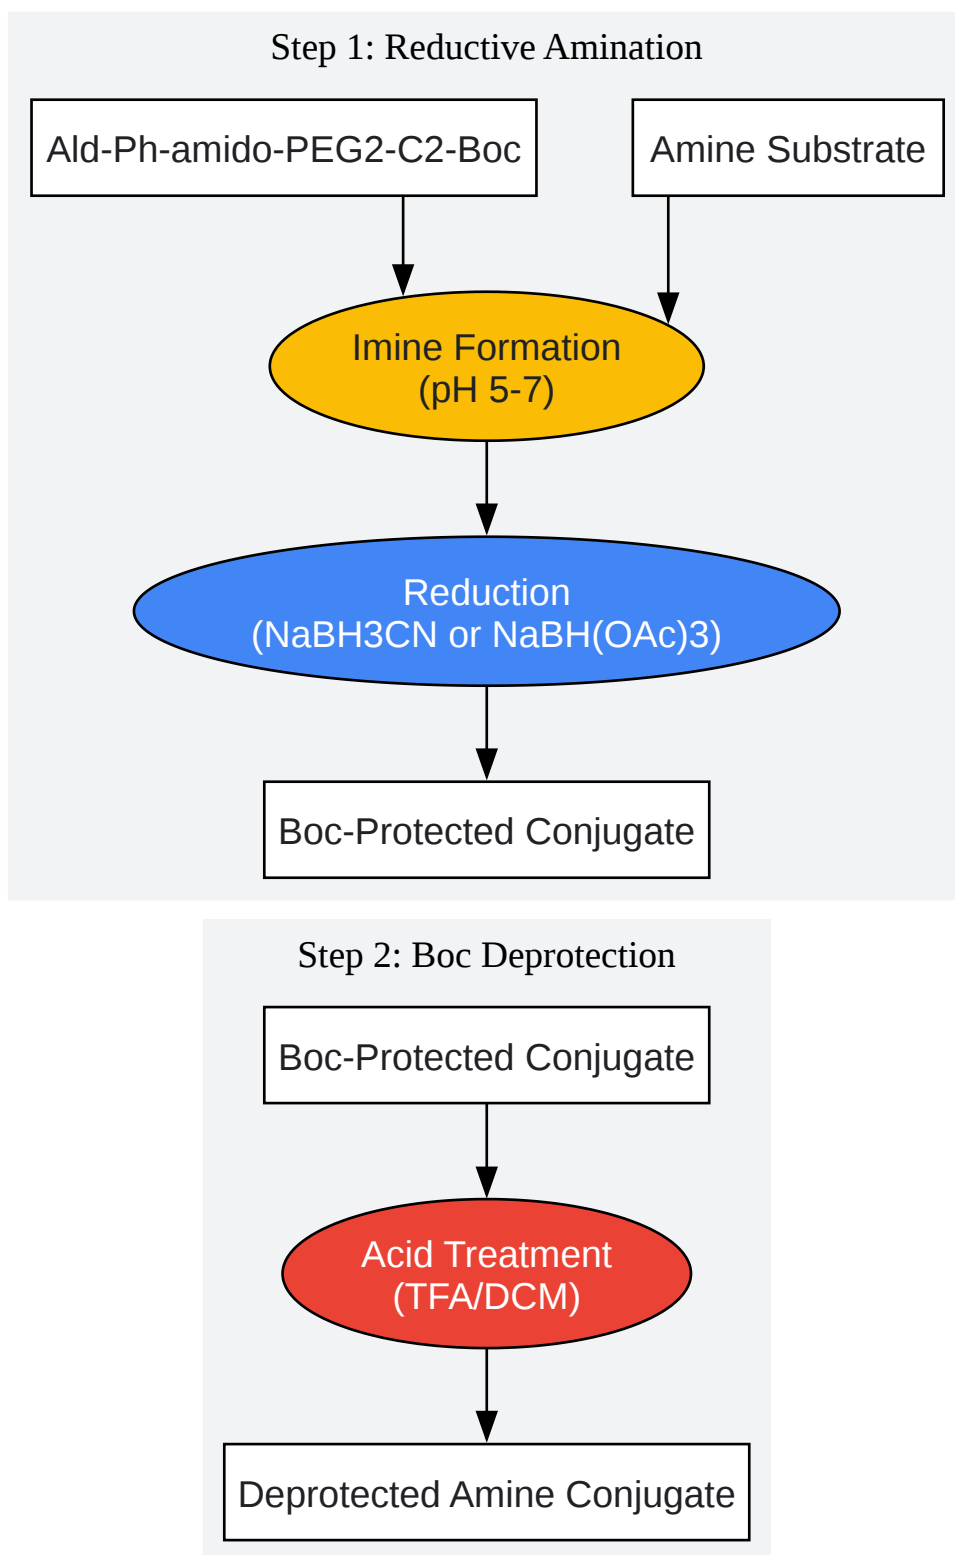 Step 1: Reductive Amination
Ald-Ph-amido-PEG2-C2-Boc
Amine Substrate
Imine Formation
(pH 5-7)
Reduction
(NaBH3CN or NaBH(OAc)3)
Boc-Protected Conjugate
Step 2: Boc Deprotection
Boc-Protected Conjugate
Acid Treatment
(TFA/DCM)
Deprotected Amine Conjugate